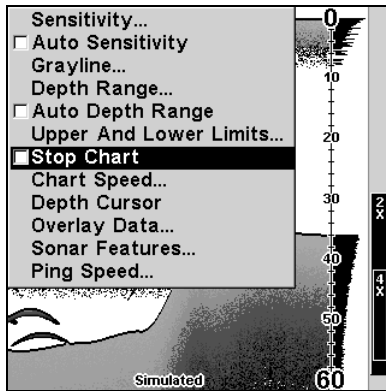 Sensitivity...
Auto Sensitivity
Grayline...
Depth Range...
Auto Depth Range
Upper And Lower Limits...
Stop Chart
Chart Speed...
Depth Cursor
Overlay Data...
Sonar Features...
Ping Speed...
0
10
20
30
40
50
60
2X
4X
Simulated